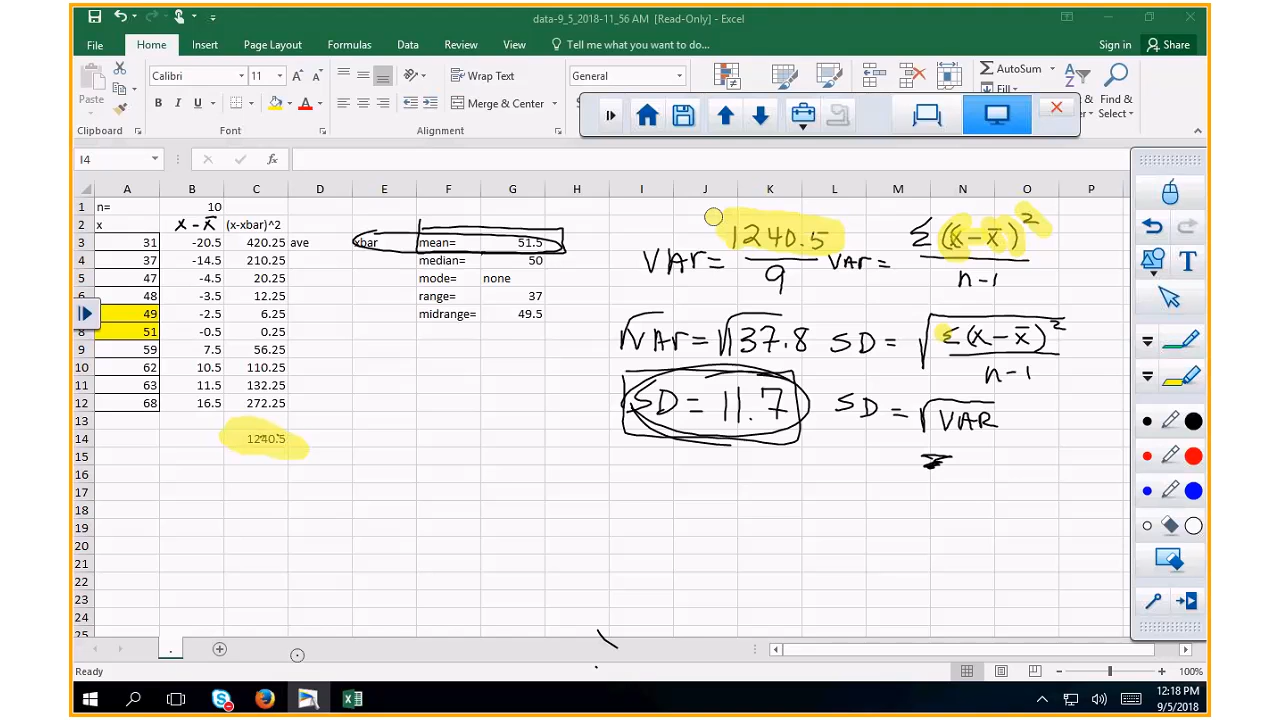 data-9_5_2018-11_56 AM [Read-Only] - Excel
File Home Insert Page Layout Formulas Data Review View Tell me what you want to do... Sign in Share
Calibri 11 Wrap Text General AutoSum
Paste B I U A Merge & Center Fill Find & Select
Clipboard Font Alignment
I4 fx
A B C D E F G H I J K L M N O P
1 n= 10
2 x x - x̄ (x-xbar)^2
3 31 -20.5 420.25 ave xbar mean= 51.5
4 37 -14.5 210.25 median= 50
5 47 -4.5 20.25 mode= none
6 48 -3.5 12.25 range= 37
49 -2.5 6.25 midrange= 49.5
8 51 -0.5 0.25
9 59 7.5 56.25
10 62 10.5 110.25
11 63 11.5 132.25
12 68 16.5 272.25
13
14 1240.5
15
16
17
18
19
20
21
22
23
24
25
VAR = 1240.5 / 9 VAR = Σ(x-x̄)² / n-1
√VAR = √37.8 SD = √Σ(x-x̄)² / n-1
SD = 11.7 SD = √VAR
Σ
T
.
Ready 100%
12:18 PM
9/5/2018